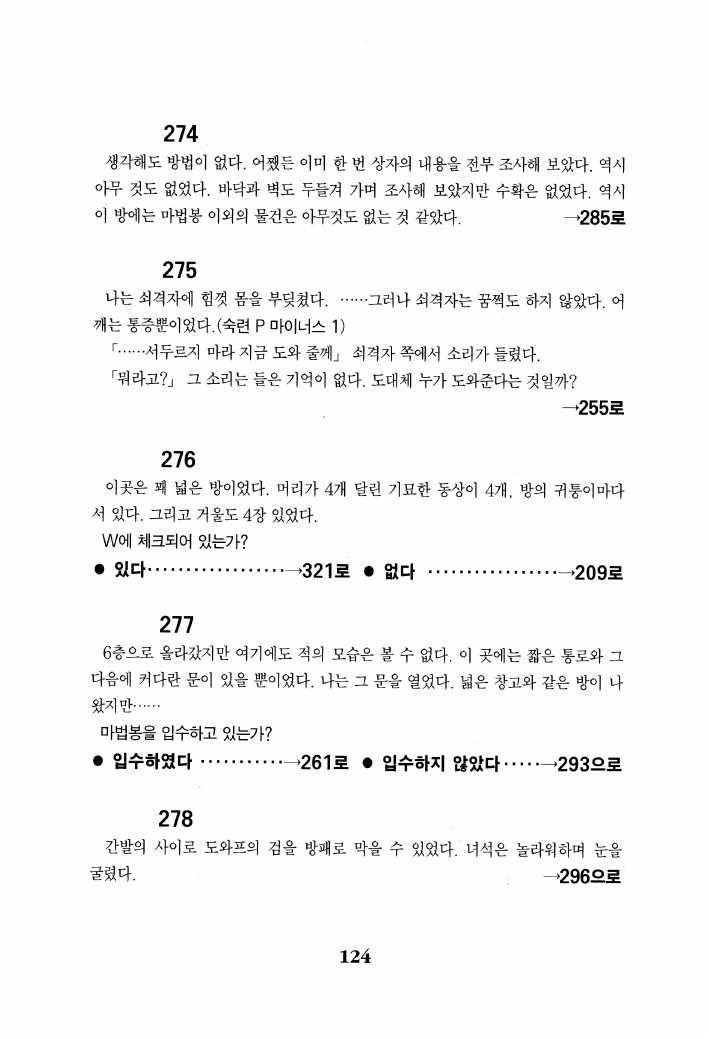 274
생각해도 방법이 없다. 어쨌든 이미 한 번 상자의 내용을 전부 조사해 보았다. 역시
아무 것도 없었다. 바닥과 벽도 두들겨 가며 조사해 보았지만 수확은 없었다. 역시
이 방에는 마법봉 이외의 물건은 아무것도 없는 것 같았다. →285로
275
나는 쇠격자에 힘껏 몸을 부딪쳤다. ……그러나 쇠격자는 꿈쩍도 하지 않았다. 어
깨는 통증뿐이었다.(숙련 P 마이너스 1)
「……서두르지 마라 지금 도와 줄께」 쇠격자 쪽에서 소리가 들렸다.
「뭐라고?」 그 소리는 들은 기억이 없다. 도대체 누가 도와준다는 것일까?
→255로
276
이곳은 꽤 넓은 방이었다. 머리가 4개 달린 기묘한 동상이 4개, 방의 귀퉁이마다
서 있다. 그리고 거울도 4장 있었다.
W에 체크되어 있는가?
● 있다··················→321로 ● 없다 ·················→209로
277
6층으로 올라갔지만 여기에도 적의 모습은 볼 수 없다. 이 곳에는 짧은 통로와 그
다음에 커다란 문이 있을 뿐이었다. 나는 그 문을 열었다. 넓은 창고와 같은 방이 나
왔지만……
마법봉을 입수하고 있는가?
● 입수하였다 ···········→261로 ● 입수하지 않았다·····→293으로
278
간발의 사이로 도와프의 검을 방패로 막을 수 있었다. 녀석은 놀라워하며 눈을
굴렸다. →296으로
124